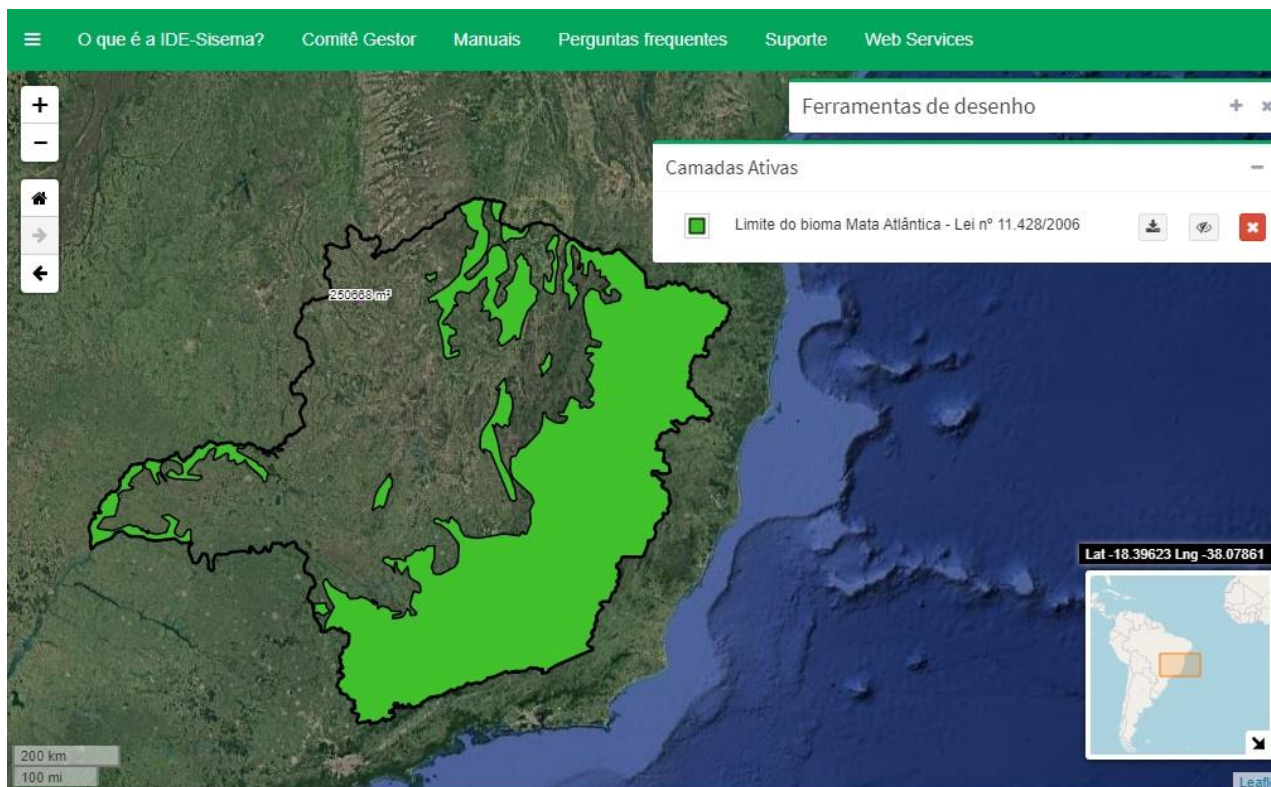 O que é a IDE-Sisema? Comitê Gestor Manuais Perguntas frequentes Suporte Web Services
+
−
Ferramentas de desenho
Camadas Ativas
Limite do bioma Mata Atlântica - Lei nº 11.428/2006
250668 m²
Lat -18.39623 Lng -38.07861
200 km
100 mi